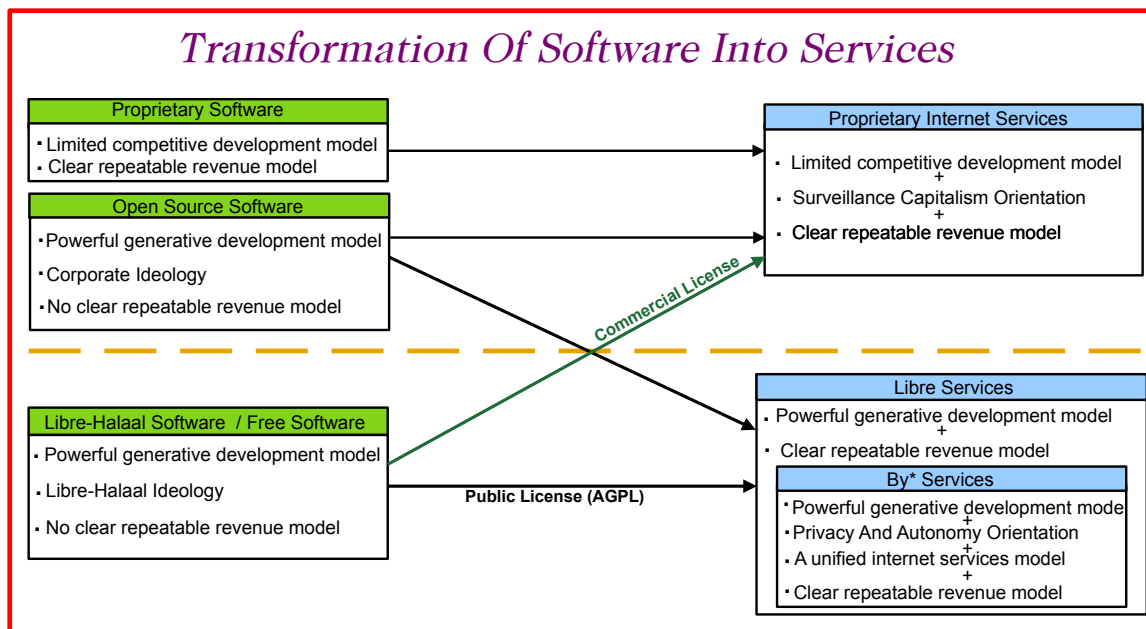 Transformation Of Software Into Services
Proprietary Software
· Limited competitive development model
· Clear repeatable revenue model
Open Source Software
· Powerful generative development model
· Corporate Ideology
· No clear repeatable revenue model
Proprietary Internet Services
· Limited competitive development model
+
· Surveillance Capitalism Orientation
+
· Clear repeatable revenue model
Commercial License
Libre-Halaal Software / Free Software
· Powerful generative development model
· Libre-Halaal Ideology
· No clear repeatable revenue model
Public License (AGPL)
Libre Services
· Powerful generative development model
+
· Clear repeatable revenue model
By* Services
· Powerful generative development mode
+
· Privacy And Autonomy Orientation
+
· A unified internet services model
+
· Clear repeatable revenue model